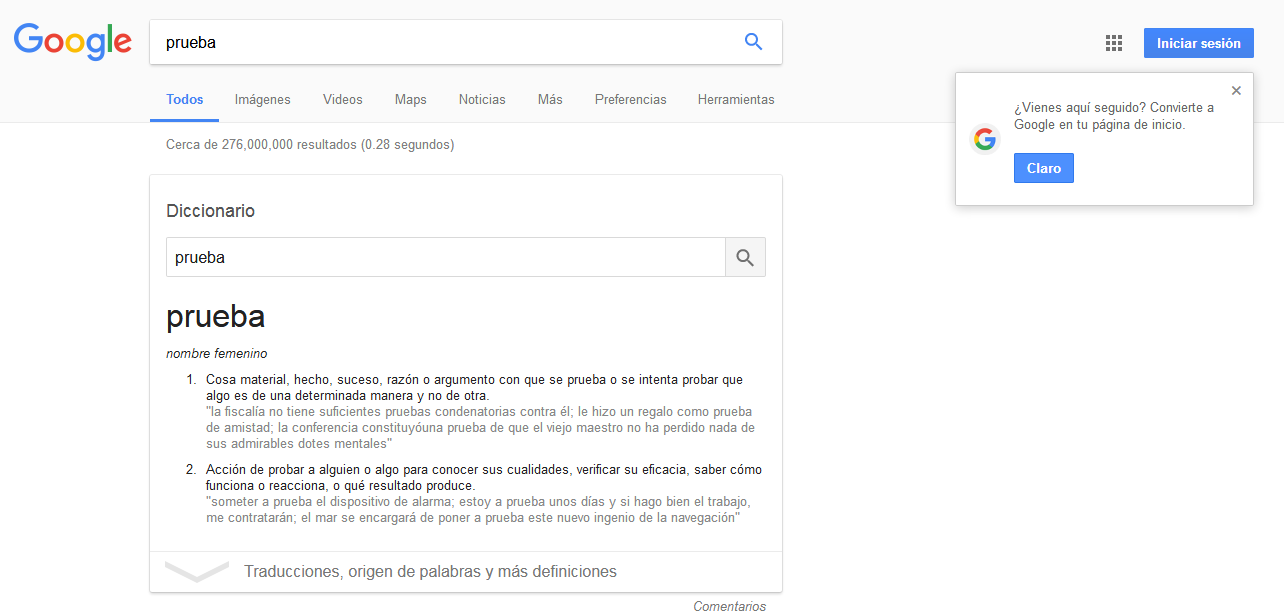 Google
prueba
Iniciar sesión
Todos Imágenes Videos Maps Noticias Más Preferencias Herramientas
¿Vienes aquí seguido? Convierte a
Google en tu página de inicio.
Claro
Cerca de 276,000,000 resultados (0.28 segundos)
Diccionario
prueba
prueba
nombre femenino
1. Cosa material, hecho, suceso, razón o argumento con que se prueba o se intenta probar que
algo es de una determinada manera y no de otra.
"la fiscalía no tiene suficientes pruebas condenatorias contra él; le hizo un regalo como prueba
de amistad; la conferencia constituyóuna prueba de que el viejo maestro no ha perdido nada de
sus admirables dotes mentales"
2. Acción de probar a alguien o algo para conocer sus cualidades, verificar su eficacia, saber cómo
funciona o reacciona, o qué resultado produce.
"someter a prueba el dispositivo de alarma; estoy a prueba unos días y si hago bien el trabajo,
me contratarán; el mar se encargará de poner a prueba este nuevo ingenio de la navegación"
Traducciones, origen de palabras y más definiciones
Comentarios